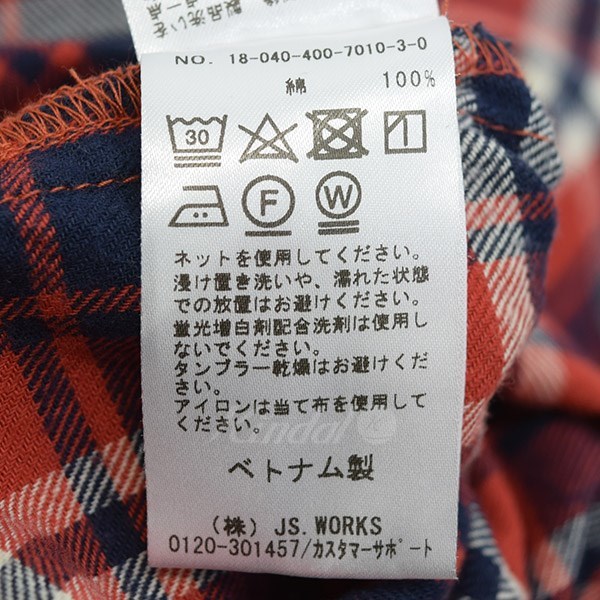 製品洗い
NO. 18-040-400-7010-3-0
綿 100%
30
F W
ネットを使用してください。
浸け置き洗いや、濡れた状態
での放置はお避けください。
蛍光増白剤配合洗剤は使用し
ないでください。
タンブラー乾燥はお避けくださ
い。
アイロンは当て布を使用して
ください。
ベトナム製
(株) JS.WORKS
0120-301457/カスタマーサポート